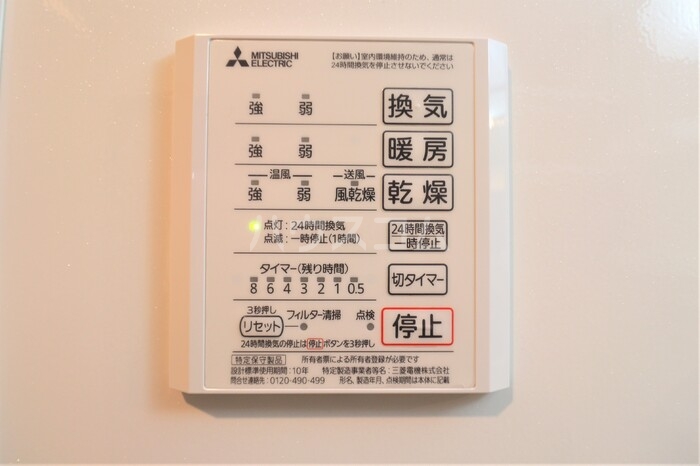 MITSUBISHI
ELECTRIC
【お願い】室内環境維持のため、通常は
24時間換気を停止させないでください
強 弱 換気
強 弱 暖房
温風 送風
強 弱 風乾燥 乾燥
点灯:24時間換気
点滅:一時停止(1時間)
24時間換気
一時停止
タイマー(残り時間)
8 6 4 3 2 1 0.5
切タイマー
3秒押し
リセット フィルター清掃 点検
停止
24時間換気の停止は停止ボタンを3秒押し
特定保守製品 所有者票による所有者登録が必要です
設計標準使用期間:10年 特定製造事業者等名:三菱電機株式会社
問合せ連絡先:0120-490-499 形名、製造年月、点検期間は本体に記載
ハウスコム